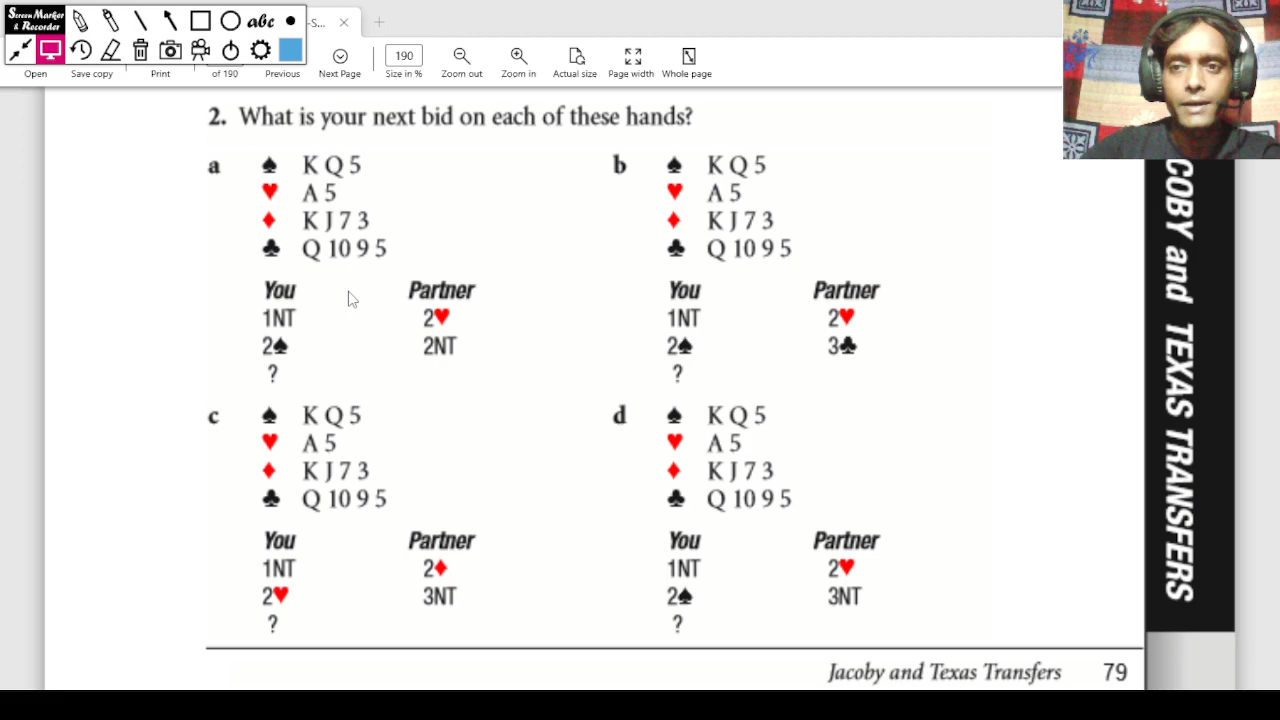 SCREEN MARKER & RECORDER
abc
-S...
190
Open
Save copy
Print
of 190
Previous
Next Page
Size in %
Zoom out
Zoom in
Actual size
Page width
Whole page
2. What is your next bid on each of these hands?
a ♠ K Q 5
♥ A 5
♦ K J 7 3
♣ Q 10 9 5
You Partner
1NT 2♥
2♠ 2NT
?
b ♠ K Q 5
♥ A 5
♦ K J 7 3
♣ Q 10 9 5
You Partner
1NT 2♥
2♠ 3♣
?
c ♠ K Q 5
♥ A 5
♦ K J 7 3
♣ Q 10 9 5
You Partner
1NT 2♦
2♥ 3NT
?
d ♠ K Q 5
♥ A 5
♦ K J 7 3
♣ Q 10 9 5
You Partner
1NT 2♥
2♠ 3NT
?
Jacoby and Texas Transfers 79
COBY and TEXAS TRANSFERS